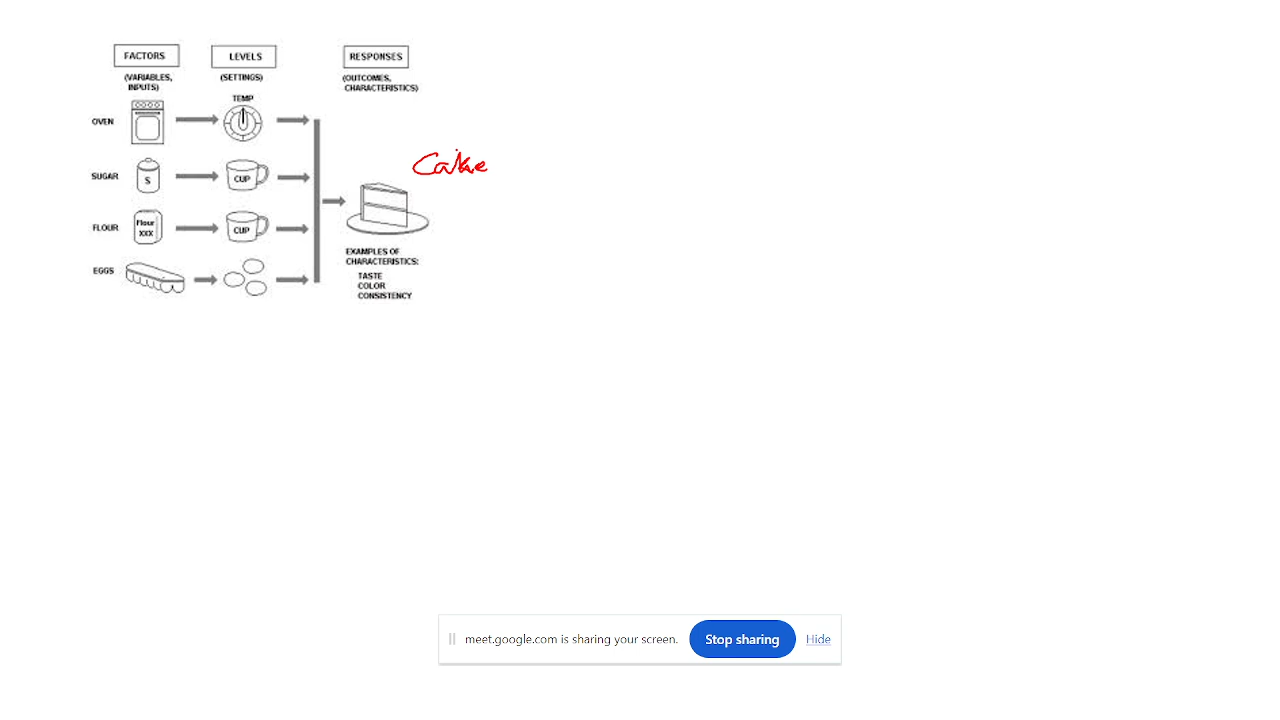 FACTORS LEVELS RESPONSES
(VARIABLES, INPUTS) (SETTINGS) (OUTCOMES, CHARACTERISTICS)
TEMP
OVEN
Cake
SUGAR S CUP
FLOUR Flour XXX CUP
EXAMPLES OF
CHARACTERISTICS:
EGGS
TASTE
COLOR
CONSISTENCY
meet.google.com is sharing your screen. Stop sharing Hide